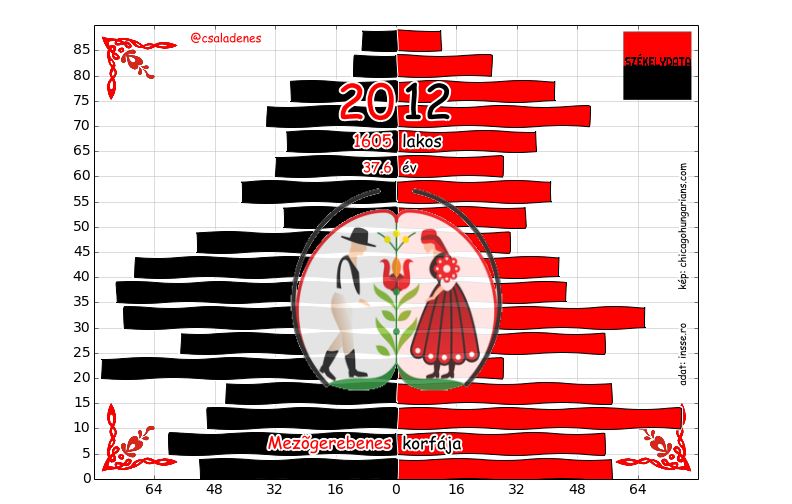 @csaladenes
SZÉKELYDATA
2012
1605 lakos
37.6 év
kép: chicagohungarians.com
adat: insse.ro
Mezõgerebenes korfája
85
80
75
70
65
60
55
50
45
40
35
30
25
20
15
10
5
0
64 48 32 16 0 16 32 48 64